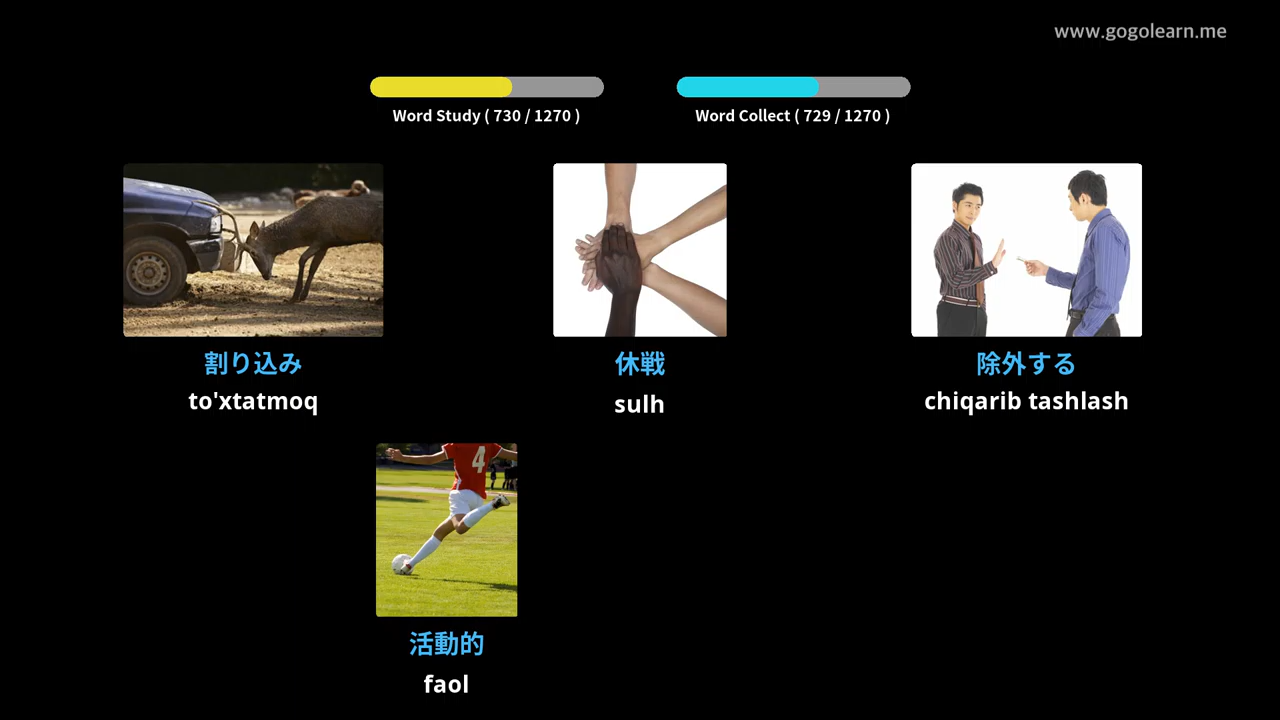 www.gogolearn.me
Word Study ( 730 / 1270 )
Word Collect ( 729 / 1270 )
割り込み
to'xtatmoq
休戦
sulh
除外する
chiqarib tashlash
4
活動的
faol